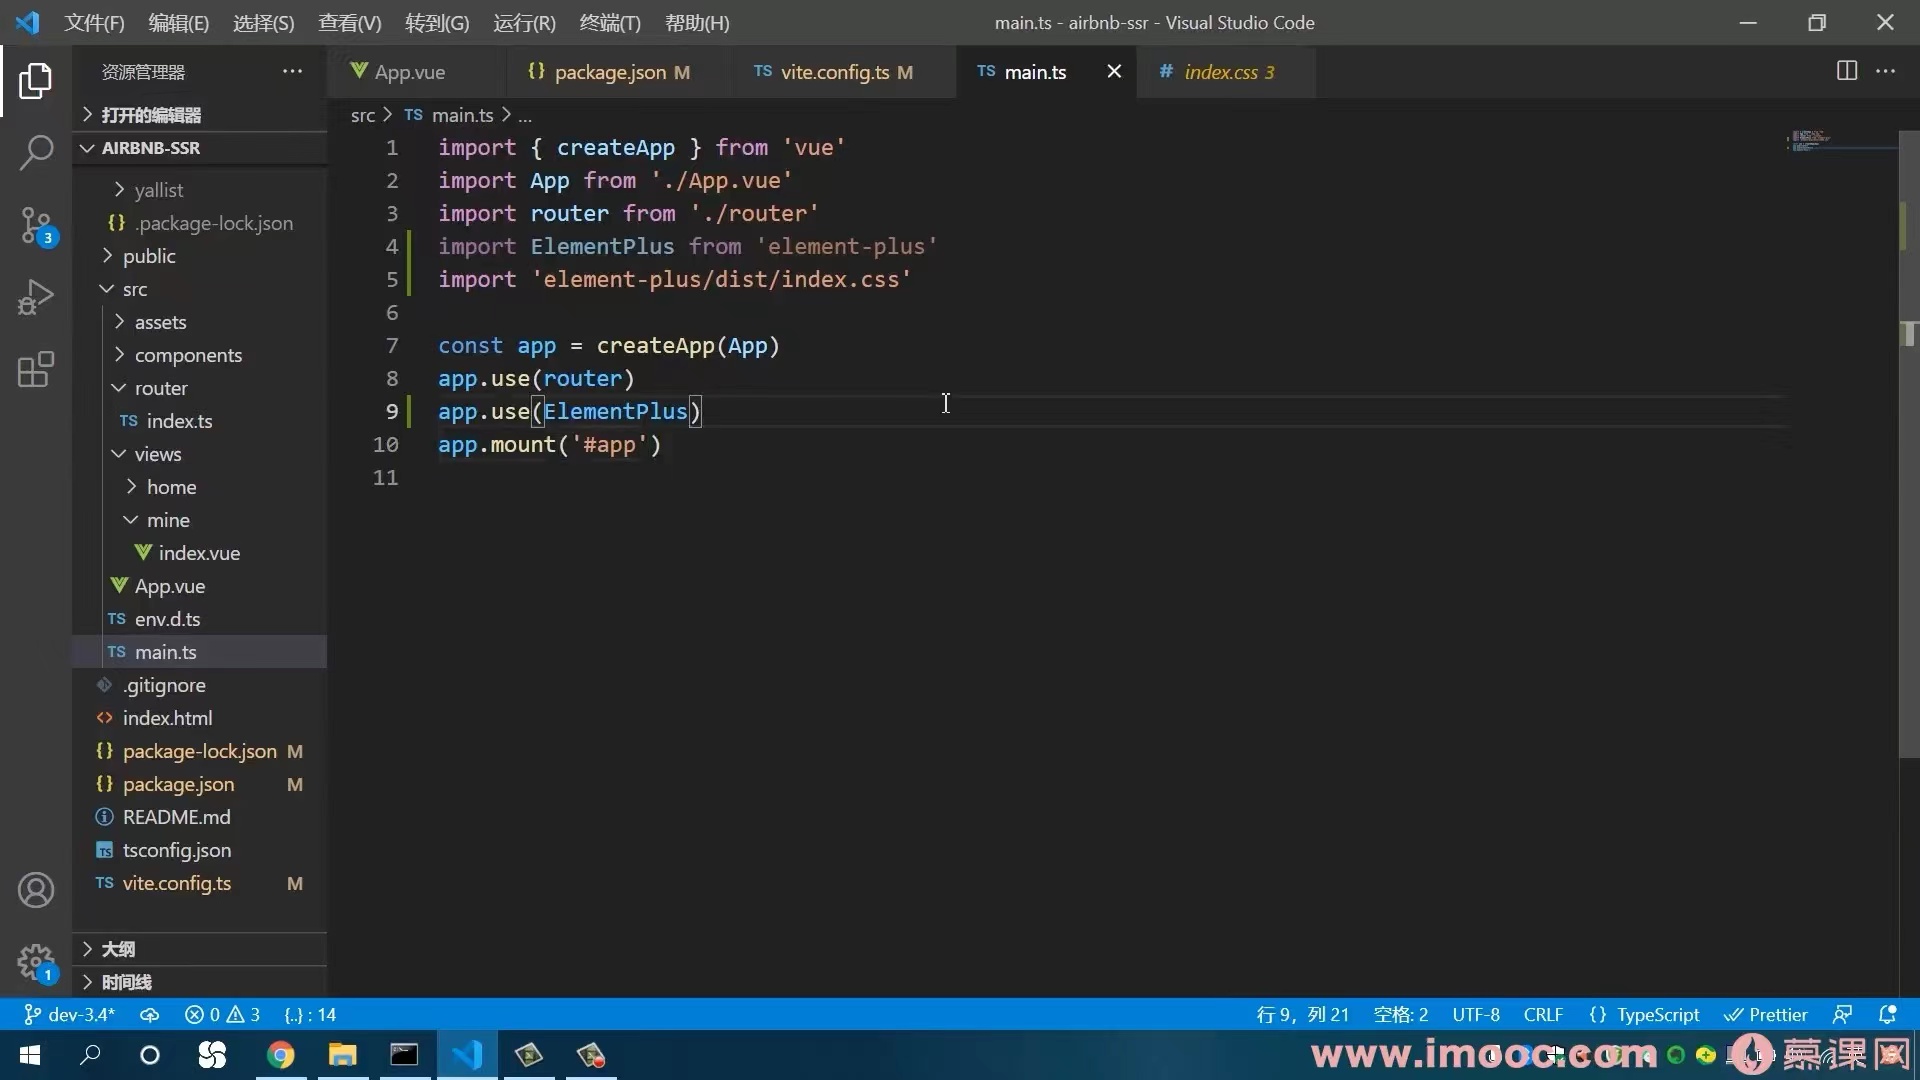 文件(F) 编辑(E) 选择(S) 查看(V) 转到(G) 运行(R) 终端(T) 帮助(H) main.ts - airbnb-ssr - Visual Studio Code
资源管理器 ···
App.vue {} package.json M TS vite.config.ts M TS main.ts # index.css 3
打开的编辑器
AIRBNB-SSR
yallist
{} .package-lock.json
public
src
assets
components
router
TS index.ts
views
home
mine
index.vue
App.vue
TS env.d.ts
TS main.ts
.gitignore
<> index.html
{} package-lock.json M
{} package.json M
README.md
TS tsconfig.json
TS vite.config.ts M
大纲
时间线
3
1
src > TS main.ts > ...
1 import { createApp } from 'vue'
2 import App from './App.vue'
3 import router from './router'
4 import ElementPlus from 'element-plus'
5 import 'element-plus/dist/index.css'
6
7 const app = createApp(App)
8 app.use(router)
9 app.use(ElementPlus)
10 app.mount('#app')
11
dev-3.4* 0 3 {..} : 14 行 9，列 21 空格: 2 UTF-8 CRLF {} TypeScript Prettier
www.imooc.com 慕课网